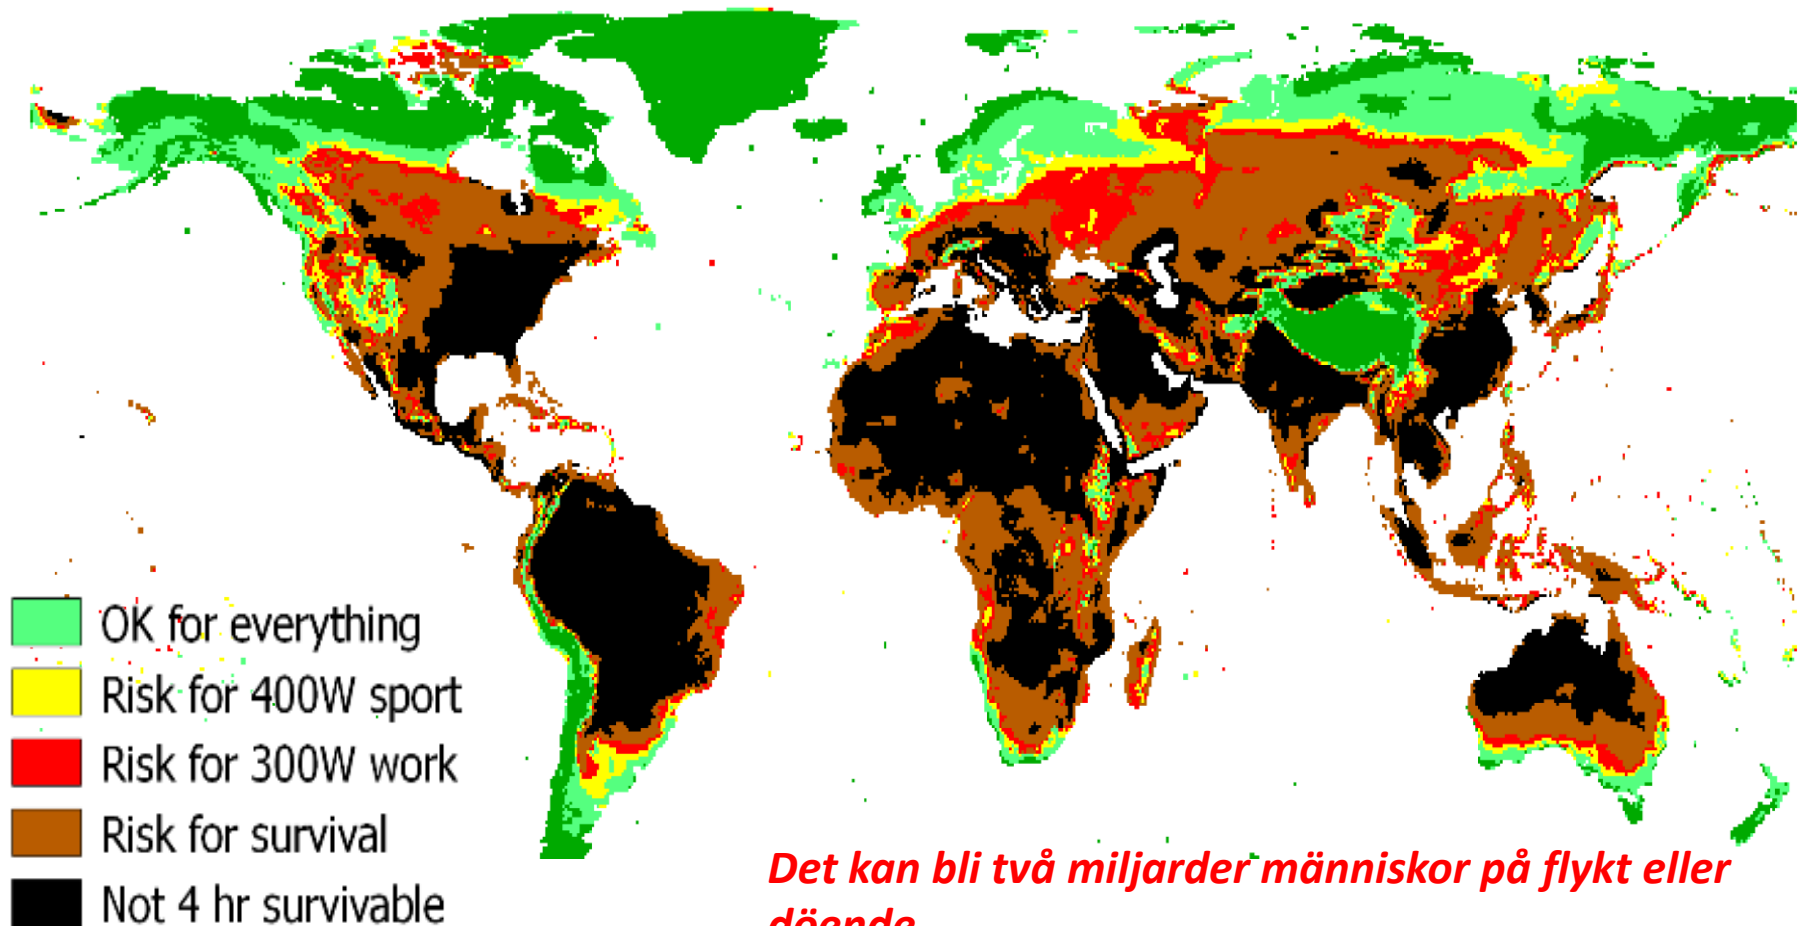 OK for everything
Risk for 400W sport
Risk for 300W work
Risk for survival
Not 4 hr survivable
Det kan bli två miljarder människor på flykt eller
döende